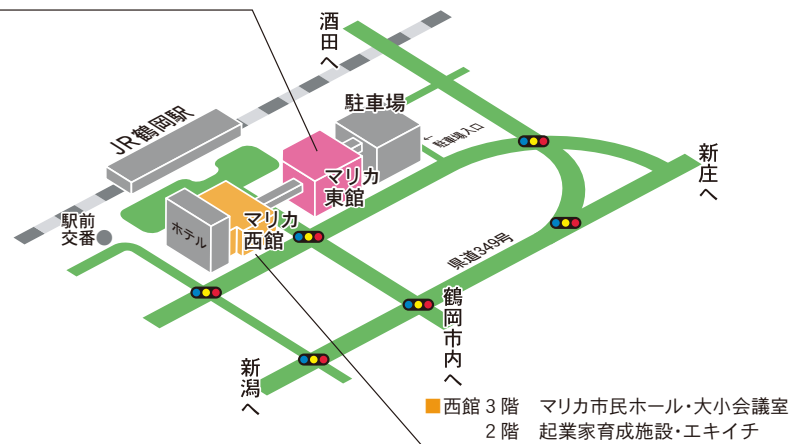 酒田へ
駐車場
JR鶴岡駅
←駐車場入口
新庄へ
マリカ
東館
マリカ
西館
ホテル
駅前
交番
県道349号
鶴岡市内へ
新潟へ
■西館 3 階　マリカ市民ホール・大小会議室
2 階　起業家育成施設・エキイチ